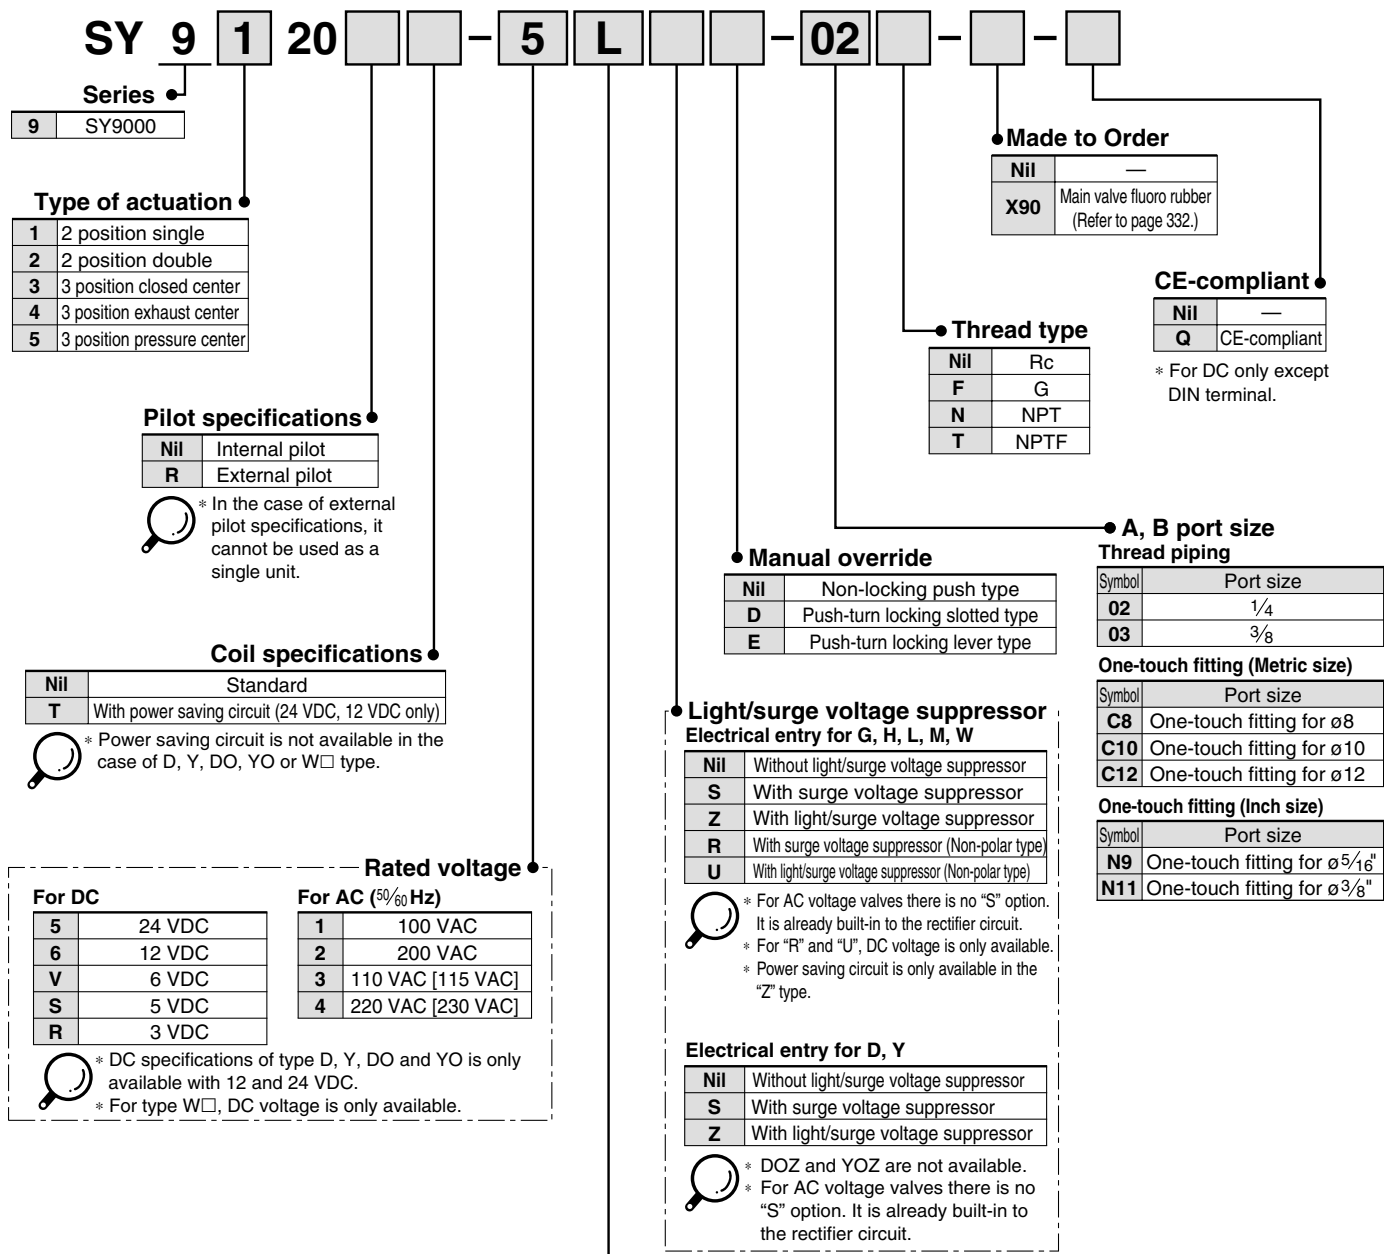 SY 9 1 20 – 5 L – 02 – –
Series
9 SY9000
Type of actuation
1 2 position single
2 2 position double
3 3 position closed center
4 3 position exhaust center
5 3 position pressure center
Pilot specifications
Nil Internal pilot
R External pilot
* In the case of external
pilot specifications, it
cannot be used as a
single unit.
Coil specifications
Nil Standard
T With power saving circuit (24 VDC, 12 VDC only)
* Power saving circuit is not available in the
case of D, Y, DO, YO or W□ type.
Rated voltage
For DC
5 24 VDC
6 12 VDC
V 6 VDC
S 5 VDC
R 3 VDC
For AC (50/60 Hz)
1 100 VAC
2 200 VAC
3 110 VAC [115 VAC]
4 220 VAC [230 VAC]
* DC specifications of type D, Y, DO and YO is only
available with 12 and 24 VDC.
* For type W□, DC voltage is only available.
Light/surge voltage suppressor
Electrical entry for G, H, L, M, W
Nil Without light/surge voltage suppressor
S With surge voltage suppressor
Z With light/surge voltage suppressor
R With surge voltage suppressor (Non-polar type)
U With light/surge voltage suppressor (Non-polar type)
* For AC voltage valves there is no “S” option.
It is already built-in to the rectifier circuit.
* For “R” and “U”, DC voltage is only available.
* Power saving circuit is only available in the
“Z” type.
Electrical entry for D, Y
Nil Without light/surge voltage suppressor
S With surge voltage suppressor
Z With light/surge voltage suppressor
* DOZ and YOZ are not available.
* For AC voltage valves there is no
“S” option. It is already built-in to
the rectifier circuit.
Manual override
Nil Non-locking push type
D Push-turn locking slotted type
E Push-turn locking lever type
A, B port size
Thread piping
Symbol Port size
02 1/4
03 3/8
One-touch fitting (Metric size)
Symbol Port size
C8 One-touch fitting for ø8
C10 One-touch fitting for ø10
C12 One-touch fitting for ø12
One-touch fitting (Inch size)
Symbol Port size
N9 One-touch fitting for ø5/16"
N11 One-touch fitting for ø3/8"
Thread type
Nil Rc
F G
N NPT
T NPTF
Made to Order
Nil —
X90 Main valve fluoro rubber
(Refer to page 332.)
CE-compliant
Nil —
Q CE-compliant
* For DC only except
DIN terminal.